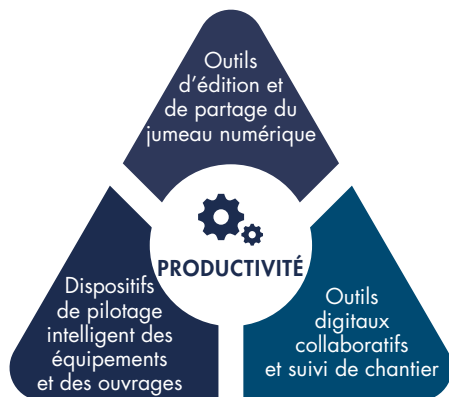 Outils
d’édition et
de partage du
jumeau numérique
PRODUCTIVITÉ
Dispositifs
de pilotage
intelligent des
équipements
et des ouvrages
Outils
digitaux
collaboratifs
et suivi de chantier